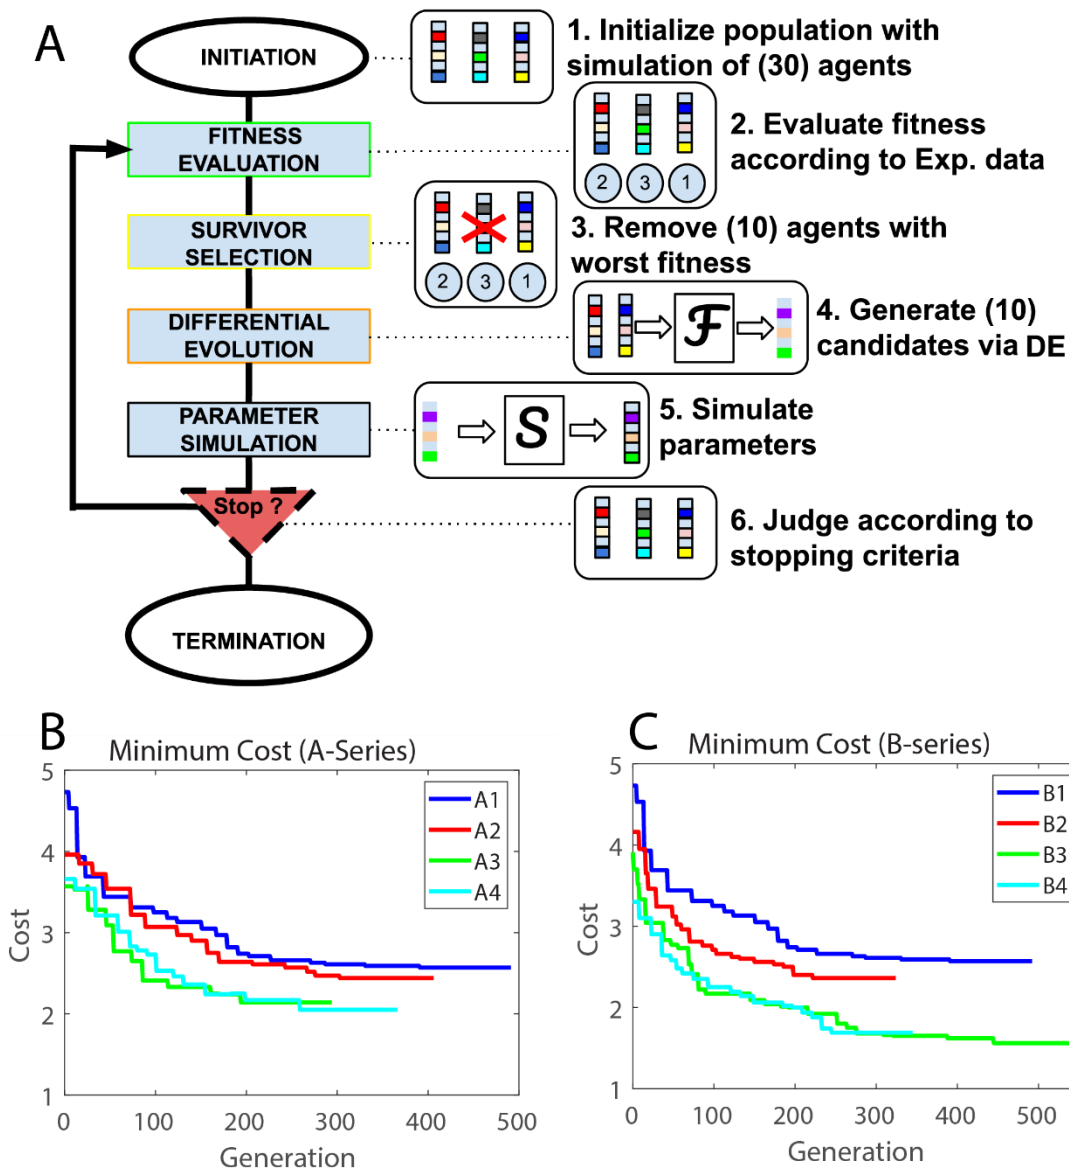 A
INITIATION
1. Initialize population with
simulation of (30) agents
FITNESS
EVALUATION
2. Evaluate fitness
according to Exp. data
2 3 1
SURVIVOR
SELECTION
3. Remove (10) agents with
worst fitness
2 3 1
DIFFERENTIAL
EVOLUTION
F
4. Generate (10)
candidates via DE
PARAMETER
SIMULATION
S
5. Simulate
parameters
Stop ?
6. Judge according to
stopping criteria
TERMINATION
B
Minimum Cost (A-Series)
5
4
3
2
1
Cost
A1
A2
A3
A4
0 100 200 300 400 500
Generation
C
Minimum Cost (B-series)
5
4
3
2
1
Cost
B1
B2
B3
B4
0 100 200 300 400 500
Generation